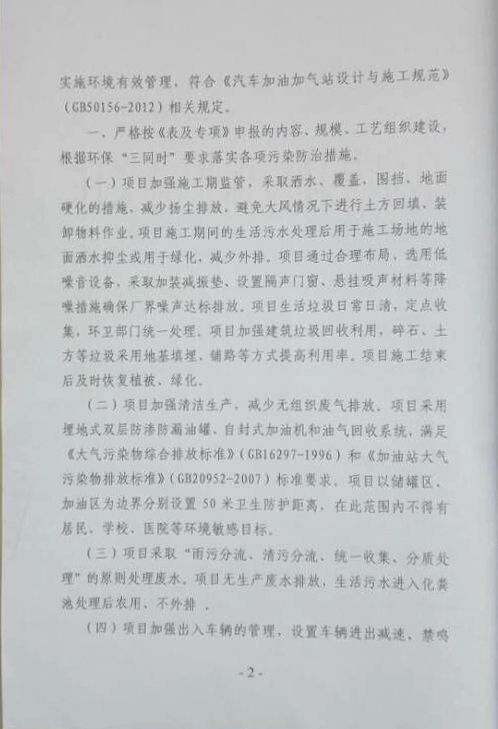 实施环境有效管理，符合《汽车加油加气站设计与施工规范》
（GB50156-2012）相关规定。
一、严格按《表及专项》申报的内容、规模、工艺组织建设，
根据环保“三同时”要求落实各项污染防治措施。
（一）项目加强施工期监管，采取洒水、覆盖、围挡、地面
硬化的措施，减少扬尘排放，避免大风情况下进行土方回填、装
卸物料作业。项目施工期间的生活污水处理后用于施工场地的地
面洒水抑尘或用于绿化，减少外排。项目通过合理布局、选用低
噪音设备，采取加装减振垫、设置隔声门窗、悬挂吸声材料等降
噪措施确保厂界噪声达标排放。项目生活垃圾日常日清，定点收
集，环卫部门统一处理。项目加强建筑垃圾回收利用，碎石、土
方等垃圾采用地基填埋、铺路等方式提高利用率。项目施工结束
后及时恢复植被、绿化。
（二）项目加强清洁生产，减少无组织废气排放。项目采用
埋地式双层防渗防漏油罐、自封式加油机和油气回收系统，满足
《大气污染物综合排放标准》（GB16297-1996）和《加油站大气
污染物排放标准》（GB20952-2007）标准要求。项目以储罐区、
加油区为边界分别设置 50 米卫生防护距离，在此范围内不得有
居民、学校、医院等环境敏感目标。
（三）项目采取“雨污分流、清污分流、统一收集、分质处
理”的原则处理废水。项目无生产废水排放，生活污水进入化粪
池处理后农用、不外排 。
（四）项目加强出入车辆的管理、设置车辆进出减速、禁鸣
- 2 -